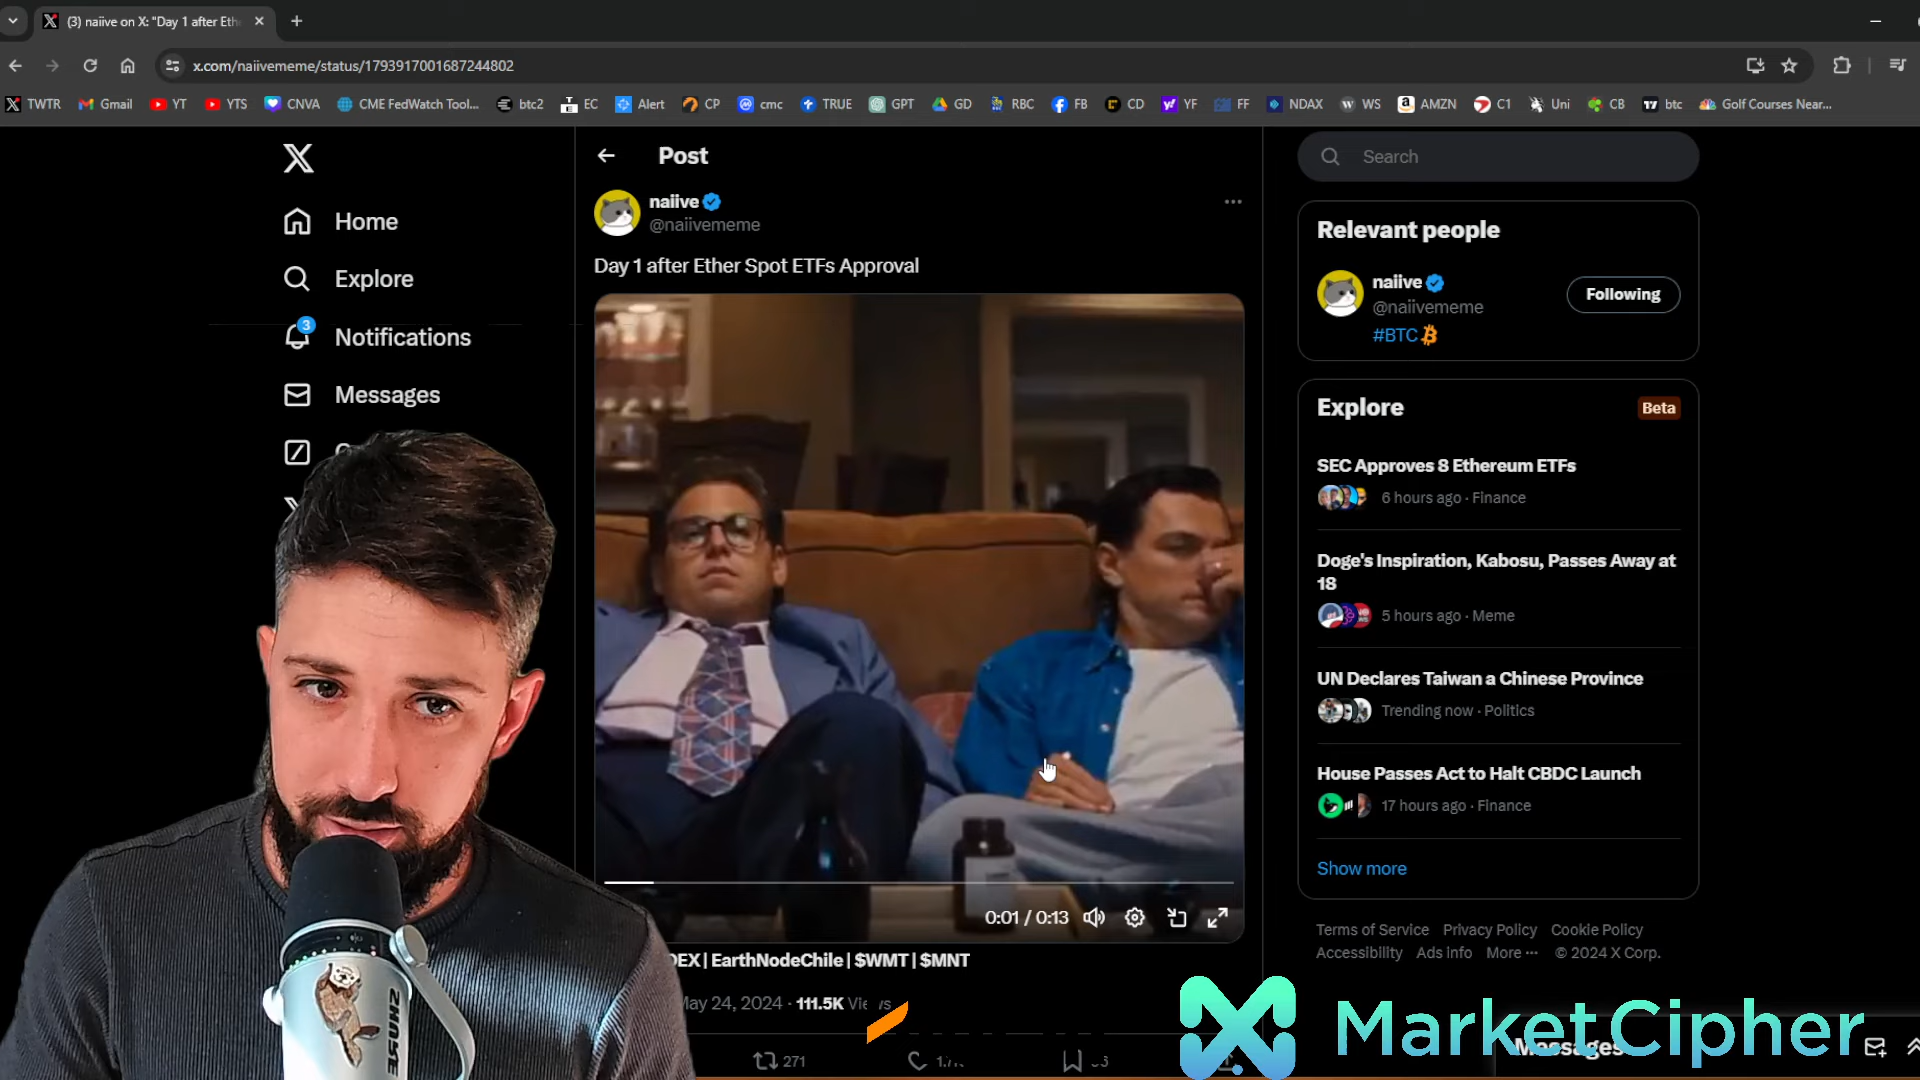 (3) naiive on X: "Day 1 after Eth
x.com/naiivememe/status/1793917001687244802
TWTR Gmail YT YTS CNVA CME FedWatch Tool... btc2 EC Alert CP cmc TRUE GPT GD RBC FB CD YF FF NDAX WS AMZN C1 Uni CB btc Golf Courses Near...
Home
Explore
3
Notifications
Messages
Post
naiive
@naiivememe
Day 1 after Ether Spot ETFs Approval
0:01 / 0:13
DEX | EarthNodeChile | $WMT | $MNT
May 24, 2024 · 111.5K Views
271
Search
Relevant people
naiive
@naiivememe
Following
#BTC
Explore
Beta
SEC Approves 8 Ethereum ETFs
6 hours ago · Finance
Doge's Inspiration, Kabosu, Passes Away at
18
5 hours ago · Meme
UN Declares Taiwan a Chinese Province
Trending now · Politics
House Passes Act to Halt CBDC Launch
17 hours ago · Finance
Show more
Terms of Service Privacy Policy Cookie Policy
Accessibility Ads info More ··· © 2024 X Corp.
Market Cipher
Messages